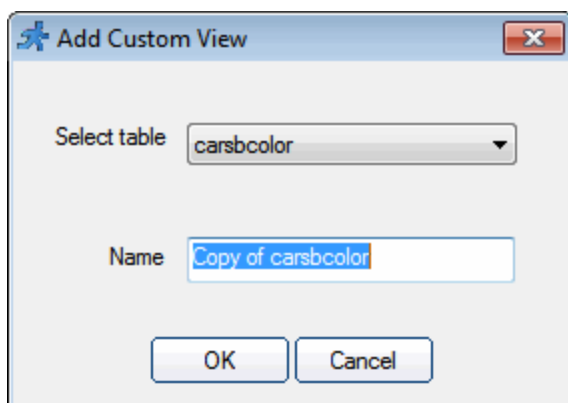 Add Custom View
Select table carsbcolor
Name Copy of carsbcolor
OK Cancel